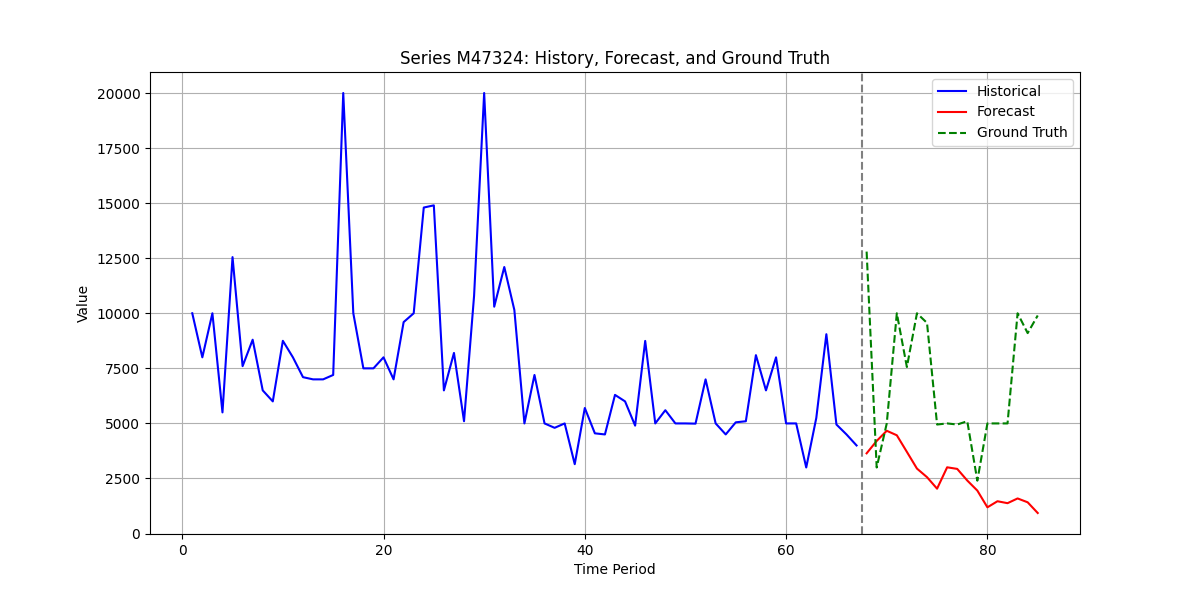 Series M47324: History, Forecast, and Ground Truth
Historical
Forecast
Ground Truth
20000
17500
15000
12500
10000
7500
5000
2500
0
Value
0 20 40 60 80
Time Period